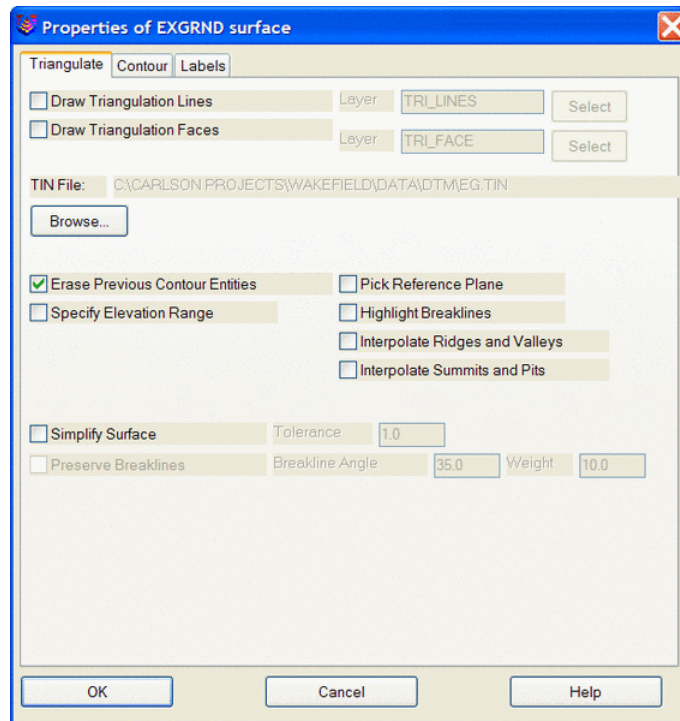 Properties of EXGRND surface
Triangulate Contour Labels
Draw Triangulation Lines Layer TRI_LINES Select
Draw Triangulation Faces Layer TRI_FACE Select
TIN File: C:\CARLSON PROJECTS\WAKEFIELD\DATA\DTM\EG.TIN
Browse...
Erase Previous Contour Entities Pick Reference Plane
Specify Elevation Range Highlight Breaklines
Interpolate Ridges and Valleys
Interpolate Summits and Pits
Simplify Surface Tolerance 1.0
Preserve Breaklines Breakline Angle 35.0 Weight 10.0
OK Cancel Help